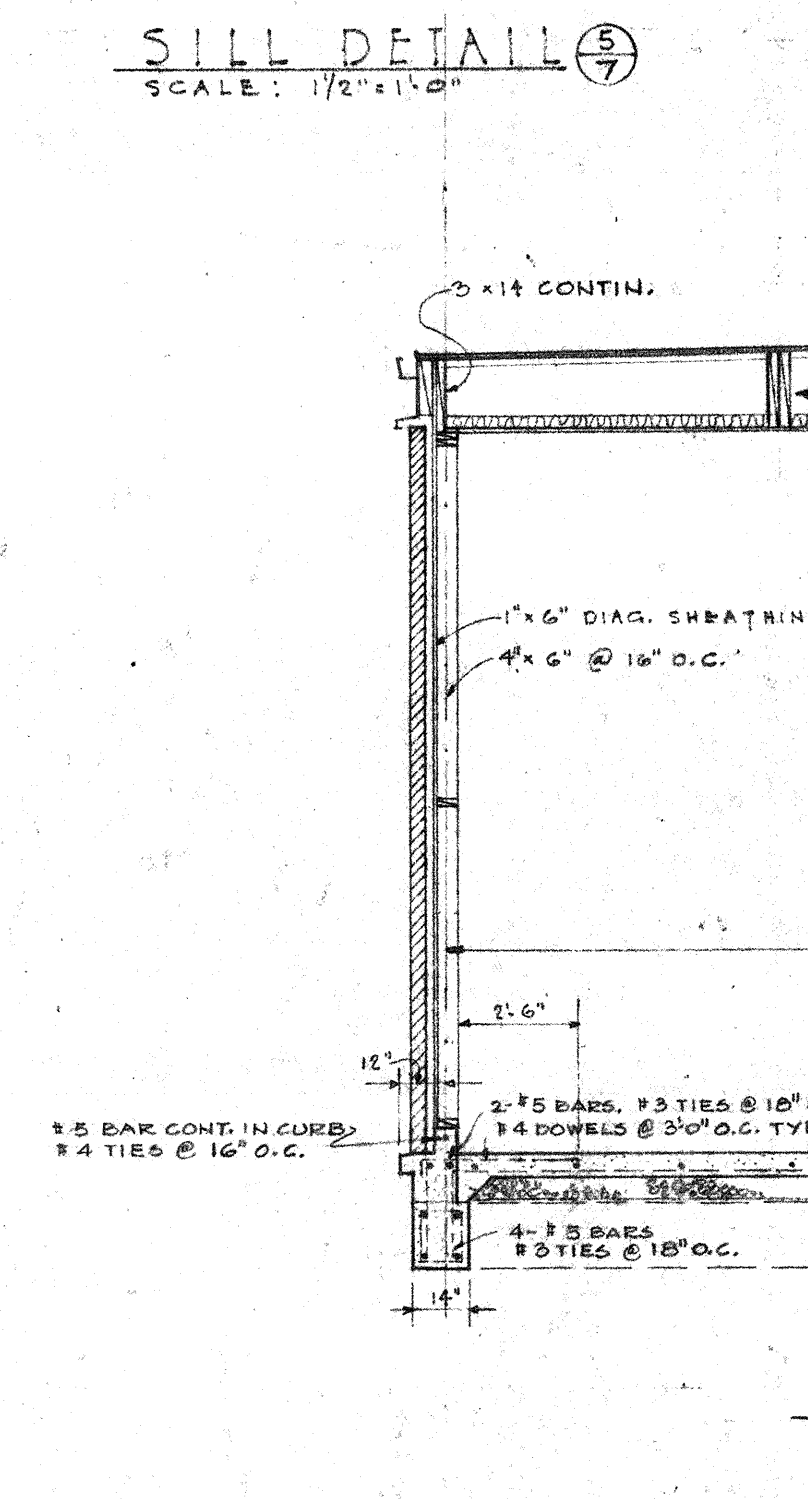 SILL DETAIL 5/7
SCALE: 1 1/2" = 1'-0"
3 x 14 CONTIN.
1" x 6" DIAG. SHEATHIN
4" x 6" @ 16" O.C.
2'-6"
12"
2-#5 BARS. #3 TIES @ 18"
#4 DOWELS @ 3'0" O.C. TYP
#5 BAR CONT. IN CURB
#4 TIES @ 16" O.C.
4-#5 BARS
#3 TIES @ 18" O.C.
14"